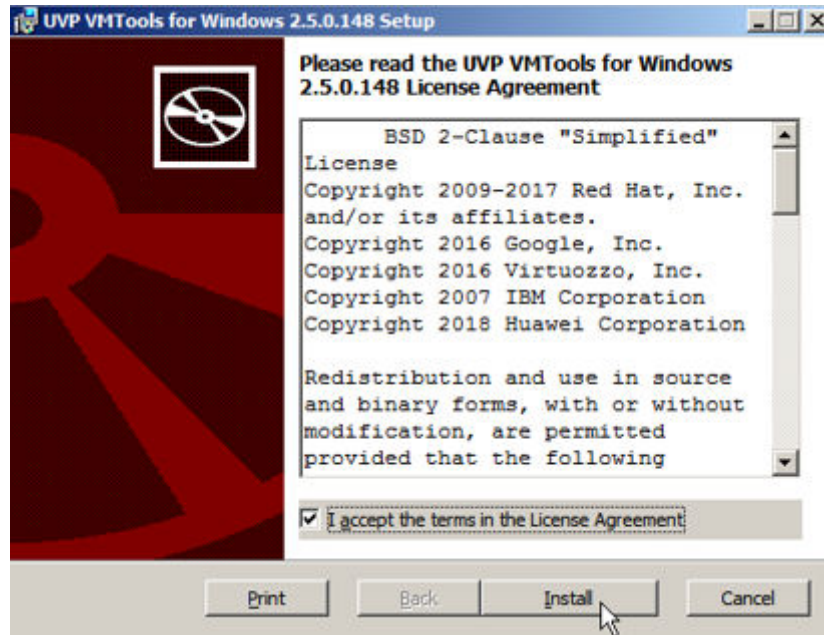 UVP VMTools for Windows 2.5.0.148 Setup
Please read the UVP VMTools for Windows
2.5.0.148 License Agreement
BSD 2-Clause "Simplified"
License
Copyright 2009-2017 Red Hat, Inc.
and/or its affiliates.
Copyright 2016 Google, Inc.
Copyright 2016 Virtuozzo, Inc.
Copyright 2007 IBM Corporation
Copyright 2018 Huawei Corporation
Redistribution and use in source
and binary forms, with or without
modification, are permitted
provided that the following
I accept the terms in the License Agreement
Print Back Install Cancel